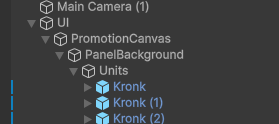 Main Camera (1)
UI
PromotionCanvas
PanelBackground
Units
Kronk
Kronk (1)
Kronk (2)